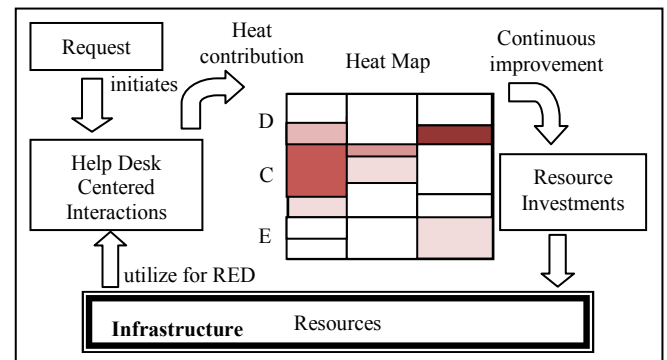 Request
initiates
Heat
contribution
Heat Map
Continuous
improvement
D
C
E
Help Desk
Centered
Interactions
Resource
Investments
utilize for RED
Infrastructure Resources